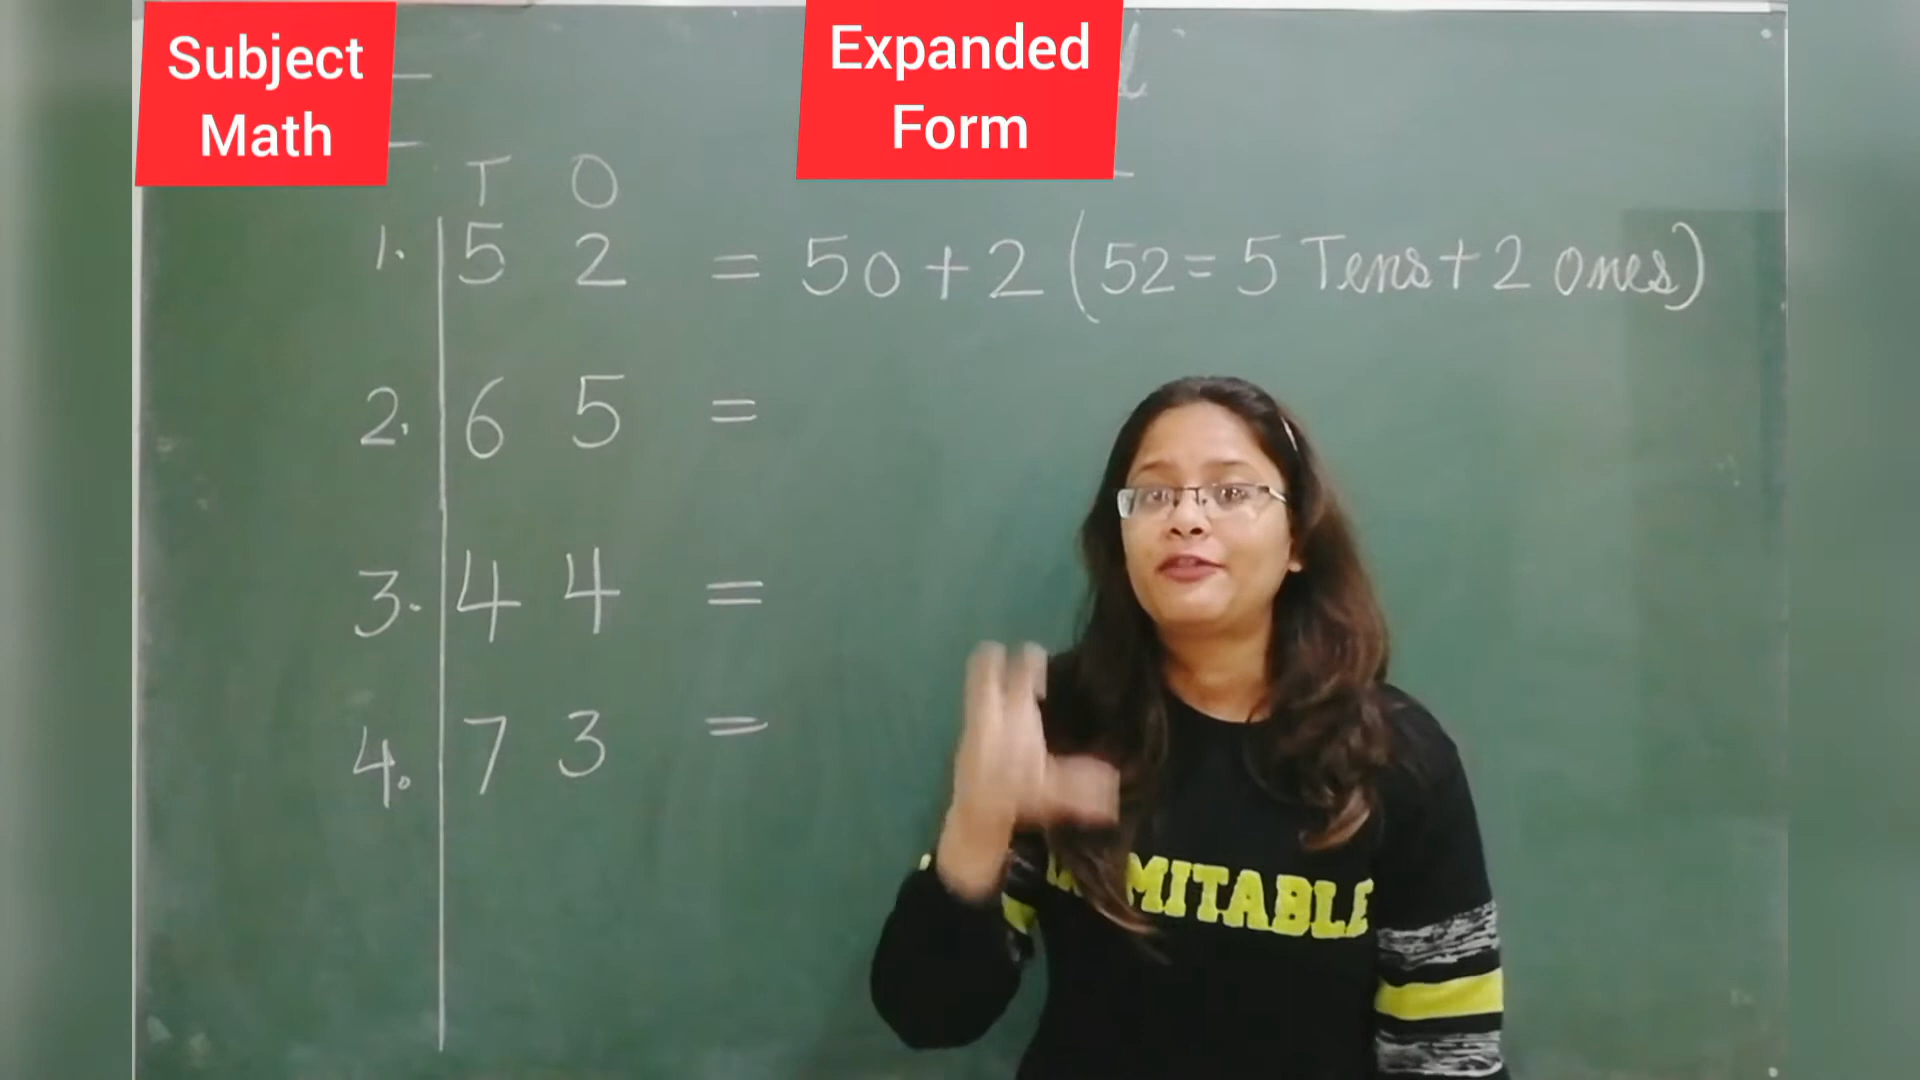 Subject
Math
Expanded
Form
T O
1. 5 2 = 50 + 2 (52 = 5 Tens + 2 ones)
2. 6 5 =
3. 4 4 =
4. 7 3 =
MITABLE